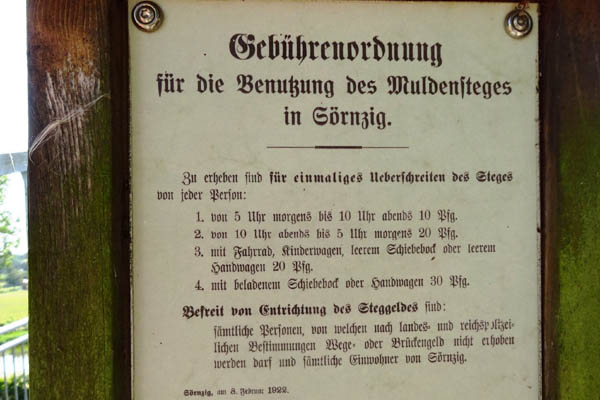 Gebührenordnung
für die Benutzung des Muldensteges
in Sörnzig.
Zu erheben sind für einmaliges Ueberschreiten des Steges
von jeder Person:
1. von 5 Uhr morgens bis 10 Uhr abends 10 Pfg.
2. von 10 Uhr abends bis 5 Uhr morgens 20 Pfg.
3. mit Fahrrad, Kinderwagen, leerem Schiebebock oder leerem
Handwagen 20 Pfg.
4. mit beladenem Schiebebock oder Handwagen 30 Pfg.
Befreit von Entrichtung des Steggeldes sind:
sämtliche Personen, von welchen nach landes- und reichspolizei-
lichen Bestimmungen Wege- oder Brückengeld nicht erhoben
werden darf und sämtliche Einwohner von Sörnzig.
Sörnzig, am 8. Februar 1922.